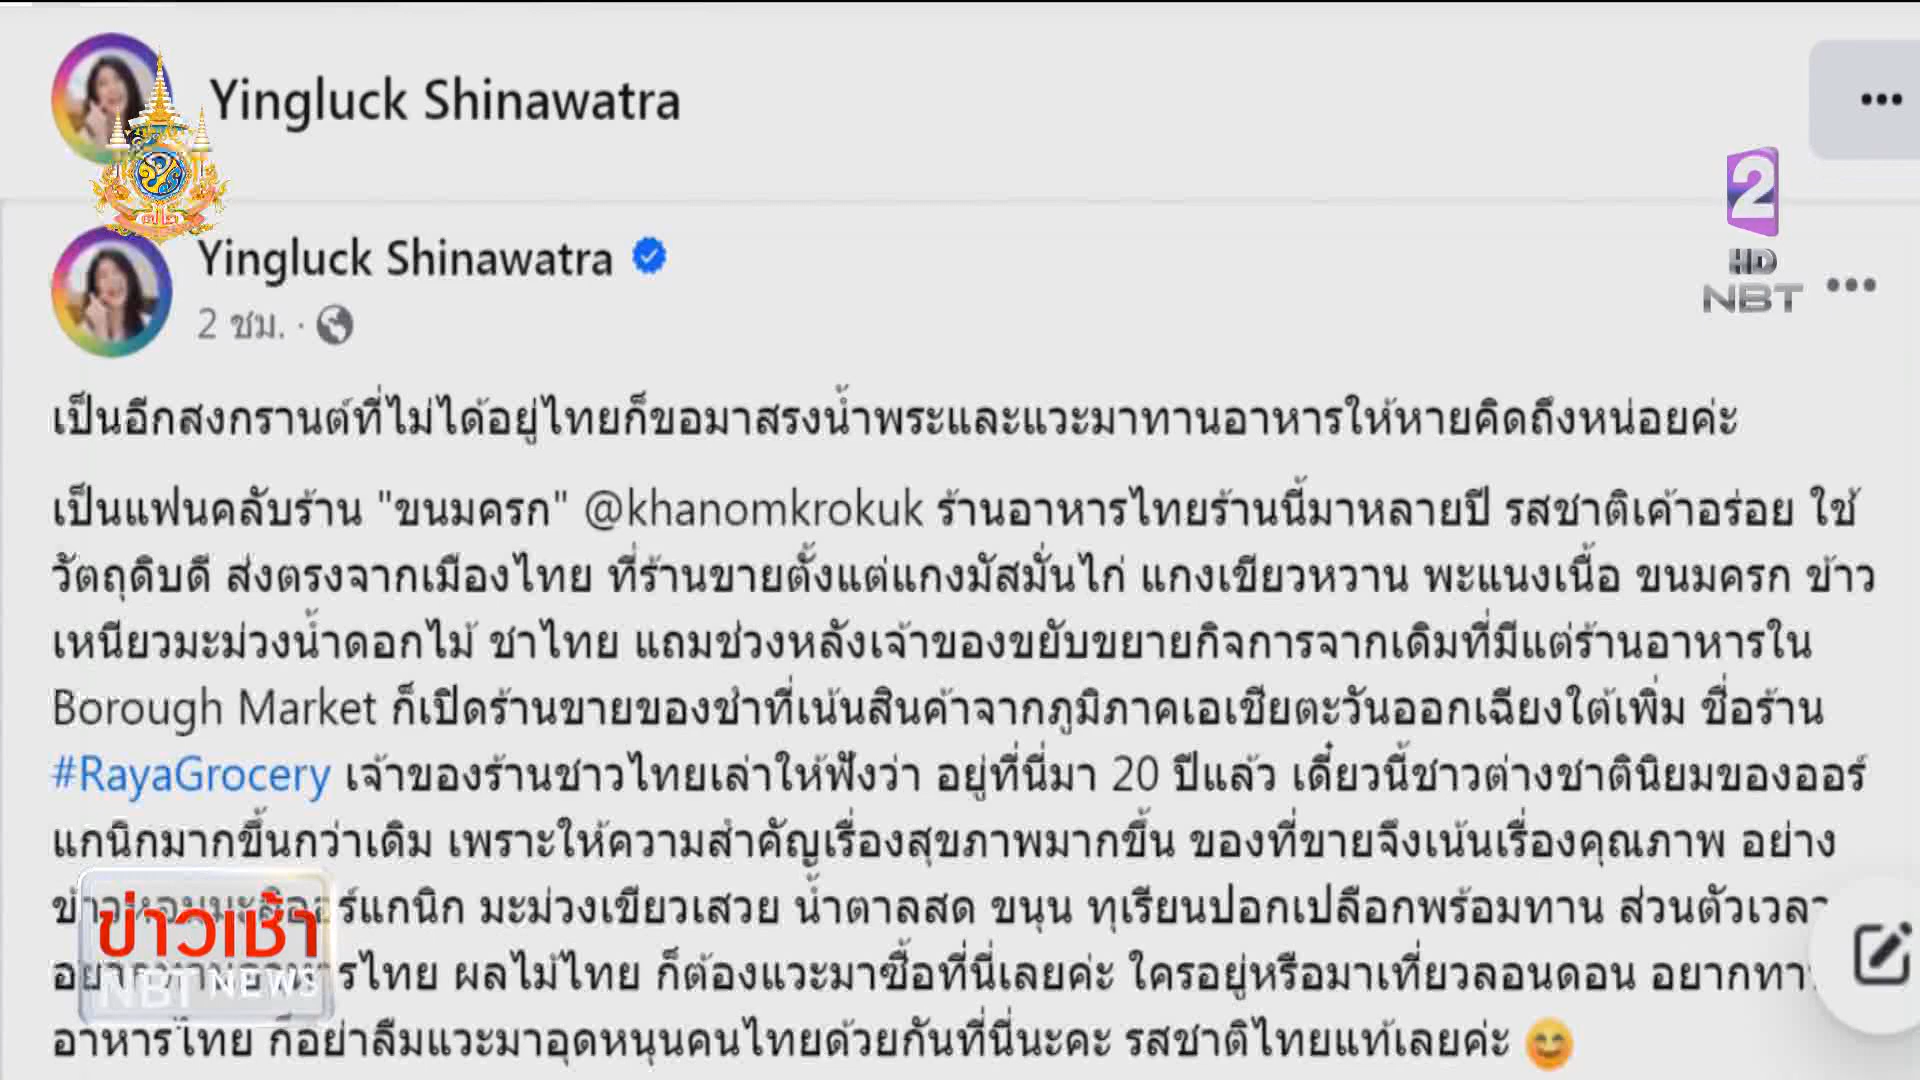 Yingluck Shinawatra
Yingluck Shinawatra
2 ชม.
2
HD
NBT
เป็นอีกสงกรานต์ที่ไม่ได้อยู่ไทยก็ขอมาสรงน้ำพระและแวะมาทานอาหารให้หายคิดถึงหน่อยค่ะ
เป็นแฟนคลับร้าน "ขนมครก" @khanomkrokuk ร้านอาหารไทยร้านนี้มาหลายปี รสชาติเค้าอร่อย ใช้
วัตถุดิบดี ส่งตรงจากเมืองไทย ที่ร้านขายตั้งแต่แกงมัสมั่นไก่ แกงเขียวหวาน พะแนงเนื้อ ขนมครก ข้าว
เหนียวมะม่วงน้ำดอกไม้ ชาไทย แถมช่วงหลังเจ้าของขยับขยายกิจการจากเดิมที่มีแต่ร้านอาหารใน
Borough Market ก็เปิดร้านขายของชำที่เน้นสินค้าจากภูมิภาคเอเชียตะวันออกเฉียงใต้เพิ่ม ชื่อร้าน
#RayaGrocery เจ้าของร้านชาวไทยเล่าให้ฟังว่า อยู่ที่นี่มา 20 ปีแล้ว เดี๋ยวนี้ชาวต่างชาตินิยมของออร์
แกนิกมากขึ้นกว่าเดิม เพราะให้ความสำคัญเรื่องสุขภาพมากขึ้น ของที่ขายจึงเน้นเรื่องคุณภาพ อย่าง
ข้าวหอมมะลิออร์แกนิก มะม่วงเขียวเสวย น้ำตาลสด ขนุน ทุเรียนปอกเปลือกพร้อมทาน ส่วนตัวเวลา
อาหารไทย ผลไม้ไทย ก็ต้องแวะมาซื้อที่นี่เลยค่ะ ใครอยู่หรือมาเที่ยวลอนดอน อยากทาน
อาหารไทย ก็อย่าลืมแวะมาอุดหนุนคนไทยด้วยกันที่นี่นะคะ รสชาติไทยแท้เลยค่ะ 😊
ข่าวเช้า
NBT NEWS